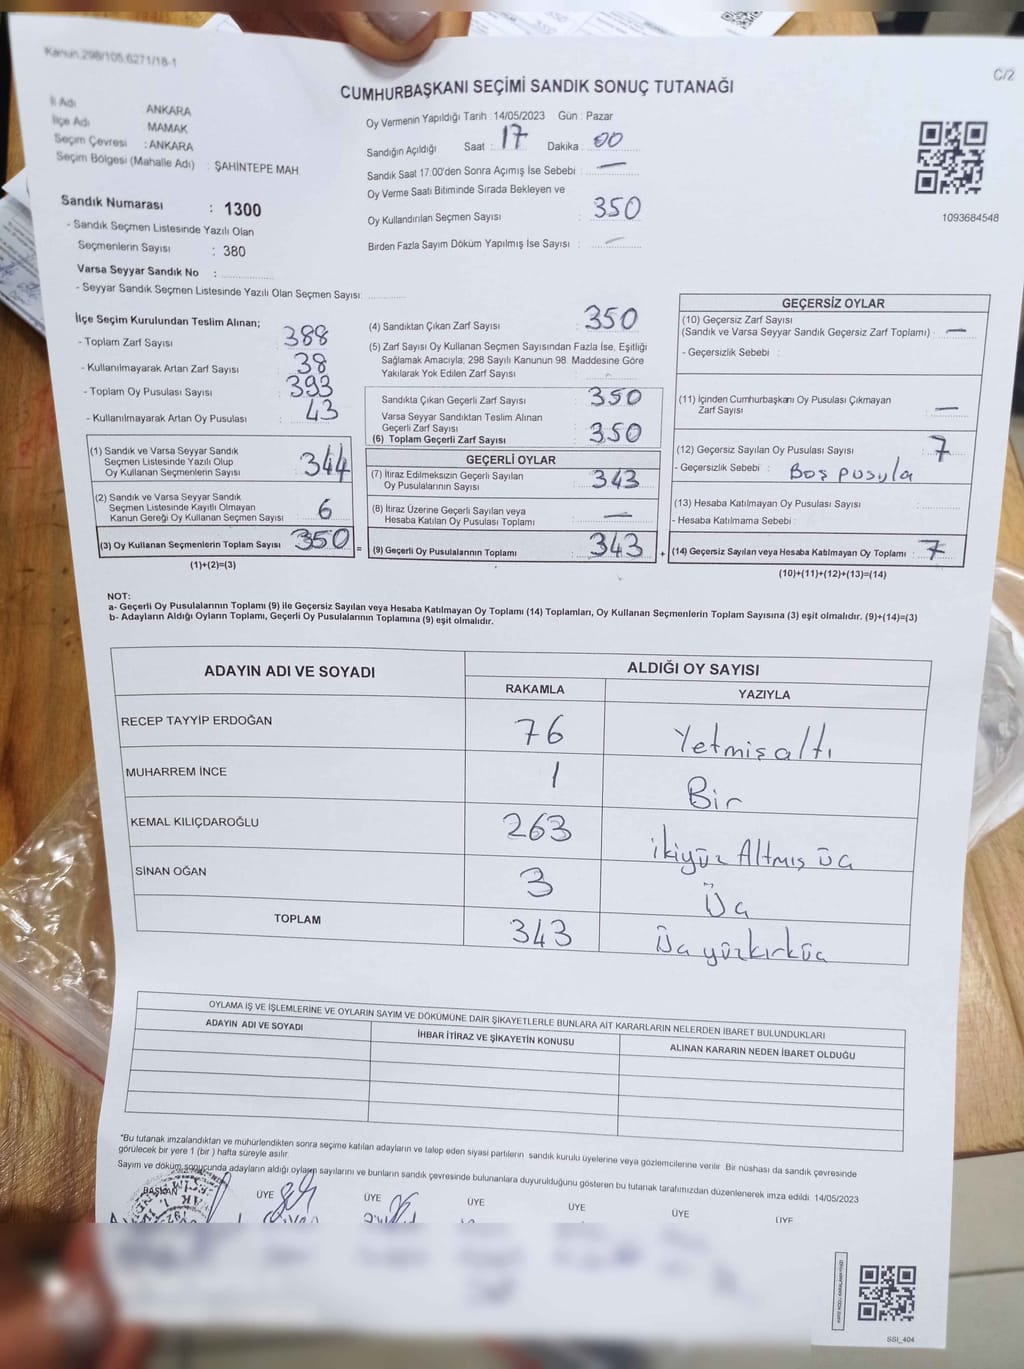 Kanun,298/105,6271/18-1
C/2
CUMHURBAŞKANI SEÇİMİ SANDIK SONUÇ TUTANAĞI
İl Adı ANKARA
İlçe Adı MAMAK
Seçim Çevresi : ANKARA
Seçim Bölgesi (Mahalle Adı) : ŞAHİNTEPE MAH
Sandık Numarası : 1300
- Sandık Seçmen Listesinde Yazılı Olan
Seçmenlerin Sayısı : 380
Varsa Seyyar Sandık No :
- Seyyar Sandık Seçmen Listesinde Yazılı Olan Seçmen Sayısı:
Oy Vermenin Yapıldığı Tarih : 14/05/2023 Gün : Pazar
Sandığın Açıldığı Saat : 17 Dakika : 00
Sandık Saat 17.00'den Sonra Açımış İse Sebebi : —
Oy Verme Saati Bitiminde Sırada Bekleyen ve
Oy Kullandırılan Seçmen Sayısı : 350
Birden Fazla Sayım Döküm Yapılmış İse Sayısı : —
1093684548
İlçe Seçim Kurulundan Teslim Alınan;
- Toplam Zarf Sayısı : 388
- Kullanılmayarak Artan Zarf Sayısı : 38
- Toplam Oy Pusulası Sayısı : 393
- Kullanılmayarak Artan Oy Pusulası : 43
(1) Sandık ve Varsa Seyyar Sandık
Seçmen Listesinde Yazılı Olup
Oy Kullanan Seçmenlerin Sayısı : 344
(2) Sandık ve Varsa Seyyar Sandık
Seçmen Listesinde Kayıtlı Olmayan
Kanun Gereği Oy Kullanan Seçmen Sayısı : 6
(3) Oy Kullanan Seçmenlerin Toplam Sayısı : 350
(1)+(2)=(3)
(4) Sandıktan Çıkan Zarf Sayısı : 350
(5) Zarf Sayısı Oy Kullanan Seçmen Sayısından Fazla İse, Eşitliği
Sağlamak Amacıyla; 298 Sayılı Kanunun 98. Maddesine Göre
Yakılarak Yok Edilen Zarf Sayısı :
Sandıkta Çıkan Geçerli Zarf Sayısı : 350
Varsa Seyyar Sandıktan Teslim Alınan
Geçerli Zarf Sayısı :
(6) Toplam Geçerli Zarf Sayısı : 350
GEÇERLİ OYLAR
(7) İtiraz Edilmeksizin Geçerli Sayılan
Oy Pusulalarının Sayısı : 343
(8) İtiraz Üzerine Geçerli Sayılan veya
Hesaba Katılan Oy Pusulası Toplamı : —
= (9) Geçerli Oy Pusulalarının Toplamı : 343 +
GEÇERSİZ OYLAR
(10) Geçersiz Zarf Sayısı
(Sandık ve Varsa Seyyar Sandık Geçersiz Zarf Toplamı) : —
- Geçersizlik Sebebi :
(11) İçinden Cumhurbaşkanı Oy Pusulası Çıkmayan
Zarf Sayısı : —
(12) Geçersiz Sayılan Oy Pusulası Sayısı : 7
- Geçersizlik Sebebi : Boş pusula
(13) Hesaba Katılmayan Oy Pusulası Sayısı :
- Hesaba Katılmama Sebebi :
(14) Geçersiz Sayılan veya Hesaba Katılmayan Oy Toplamı : 7
(10)+(11)+(12)+(13)=(14)
NOT:
a- Geçerli Oy Pusulalarının Toplamı (9) ile Geçersiz Sayılan veya Hesaba Katılmayan Oy Toplamı (14) Toplamları, Oy Kullanan Seçmenlerin Toplam Sayısına (3) eşit olmalıdır. (9)+(14)=(3)
b- Adayların Aldığı Oyların Toplamı, Geçerli Oy Pusulalarının Toplamına (9) eşit olmalıdır.
ADAYIN ADI VE SOYADI ALDIĞI OY SAYISI
RAKAMLA YAZIYLA
RECEP TAYYİP ERDOĞAN 76 Yetmişaltı
MUHARREM İNCE 1 Bir
KEMAL KILIÇDAROĞLU 263 ikiyüz Altmış üç
SİNAN OĞAN 3 Üç
TOPLAM 343 Üç yüzkırküç
OYLAMA İŞ VE İŞLEMLERİNE VE OYLARIN SAYIM VE DÖKÜMÜNE DAİR ŞİKAYETLERLE BUNLARA AİT KARARLARIN NELERDEN İBARET BULUNDUKLARI
ADAYIN ADI VE SOYADI İHBAR İTİRAZ VE ŞİKAYETİN KONUSU ALINAN KARARIN NEDEN İBARET OLDUĞU
"Bu tutanak imzalandıktan ve mühürlendikten sonra seçime katılan adayların ve talep eden siyasi partilerin sandık kurulu üyelerine veya gözlemcilerine verilir. Bir nüshası da sandık çevresinde
görülecek bir yere 1 (bir) hafta süreyle asılır.
Sayım ve döküm sonucunda adayların aldığı oyların sayılarını ve bunların sandık çevresinde bulunanlara duyurulduğunu gösteren bu tutanak tarafımızdan düzenlenerek imza edildi. 14/05/2023
BAŞKAN ÜYE ÜYE ÜYE ÜYE ÜYE ÜYE
SSI_404